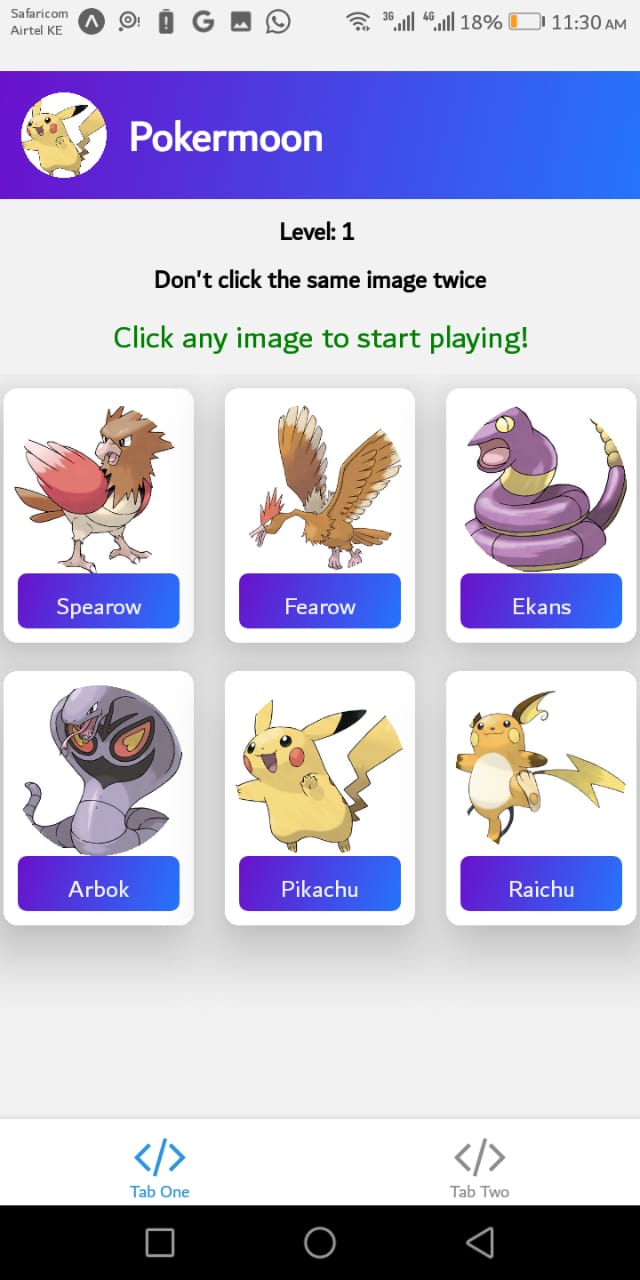 Safaricom
Airtel KE
3G 4G 18% 11:30 AM
Pokermoon
Level: 1
Don't click the same image twice
Click any image to start playing!
Spearow Fearow Ekans
Arbok Pikachu Raichu
Tab One Tab Two